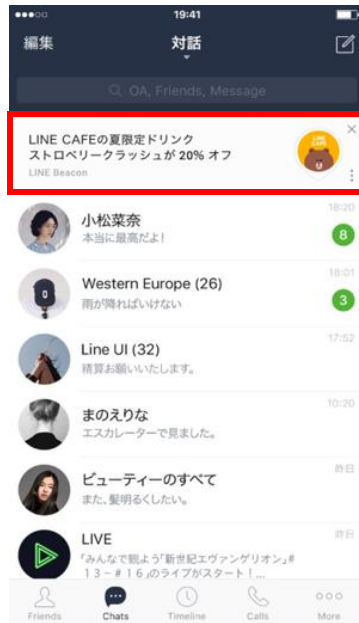 19:41
編集
対話
OA, Friends, Message
LINE CAFEの夏限定ドリンク
ストロベリークラッシュが 20% オフ
LINE Beacon
LINE
CAFE
小松菜奈
18:20
本当に最高だよ!
8
Western Europe (26)
18:01
雨が降ればいけない
3
Line UI (32)
17:52
精算お願いいたします。
まのえりな
10:20
エスカレーターで見ました。
ビューティーのすべて
昨日
また、髪明るくしたい。
LIVE
昨日
「みんなで観よう「新世紀エヴァンゲリオン」#
13-#16」のライブがスタート!...
Friends
Chats
Timeline
Calls
More